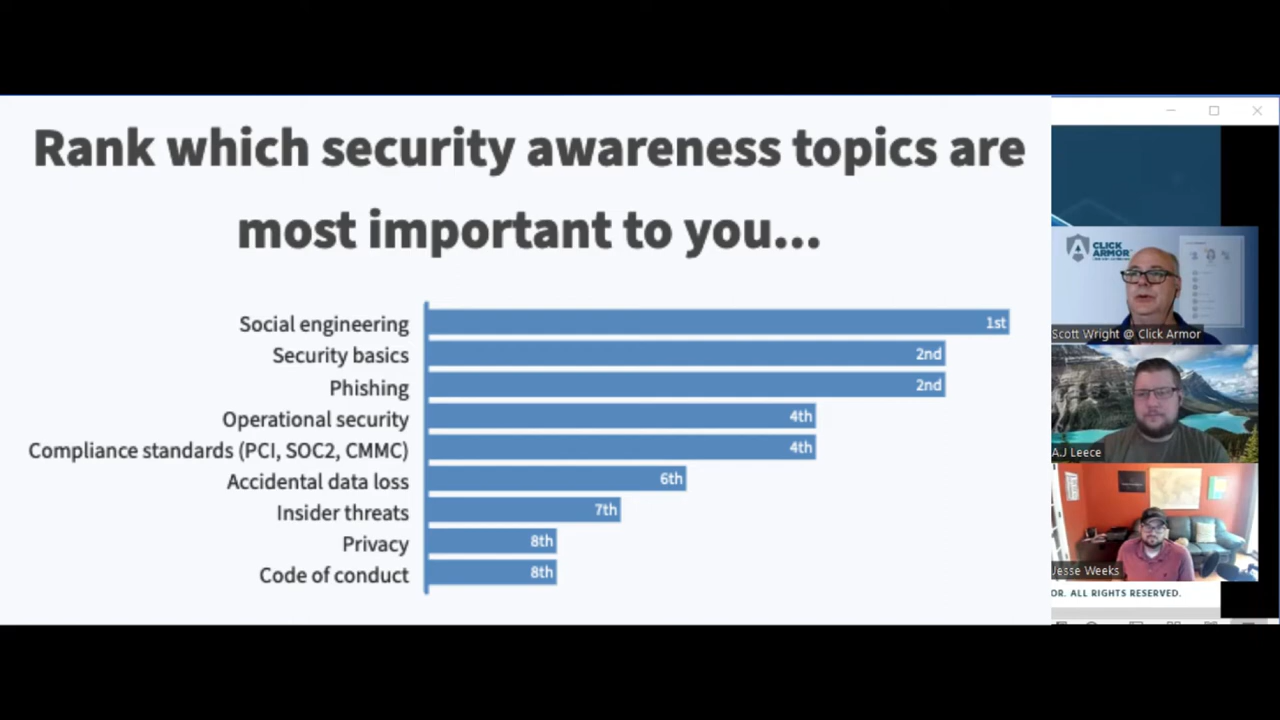 Rank which security awareness topics are
most important to you...
Social engineering 1st
Security basics 2nd
Phishing 2nd
Operational security 4th
Compliance standards (PCI, SOC2, CMMC) 4th
Accidental data loss 6th
Insider threats 7th
Privacy 8th
Code of conduct 8th
CLICK
ARMOR
Scott Wright @ Click Armor
AJ Leece
Jesse Weeks
OR. ALL RIGHTS RESERVED.